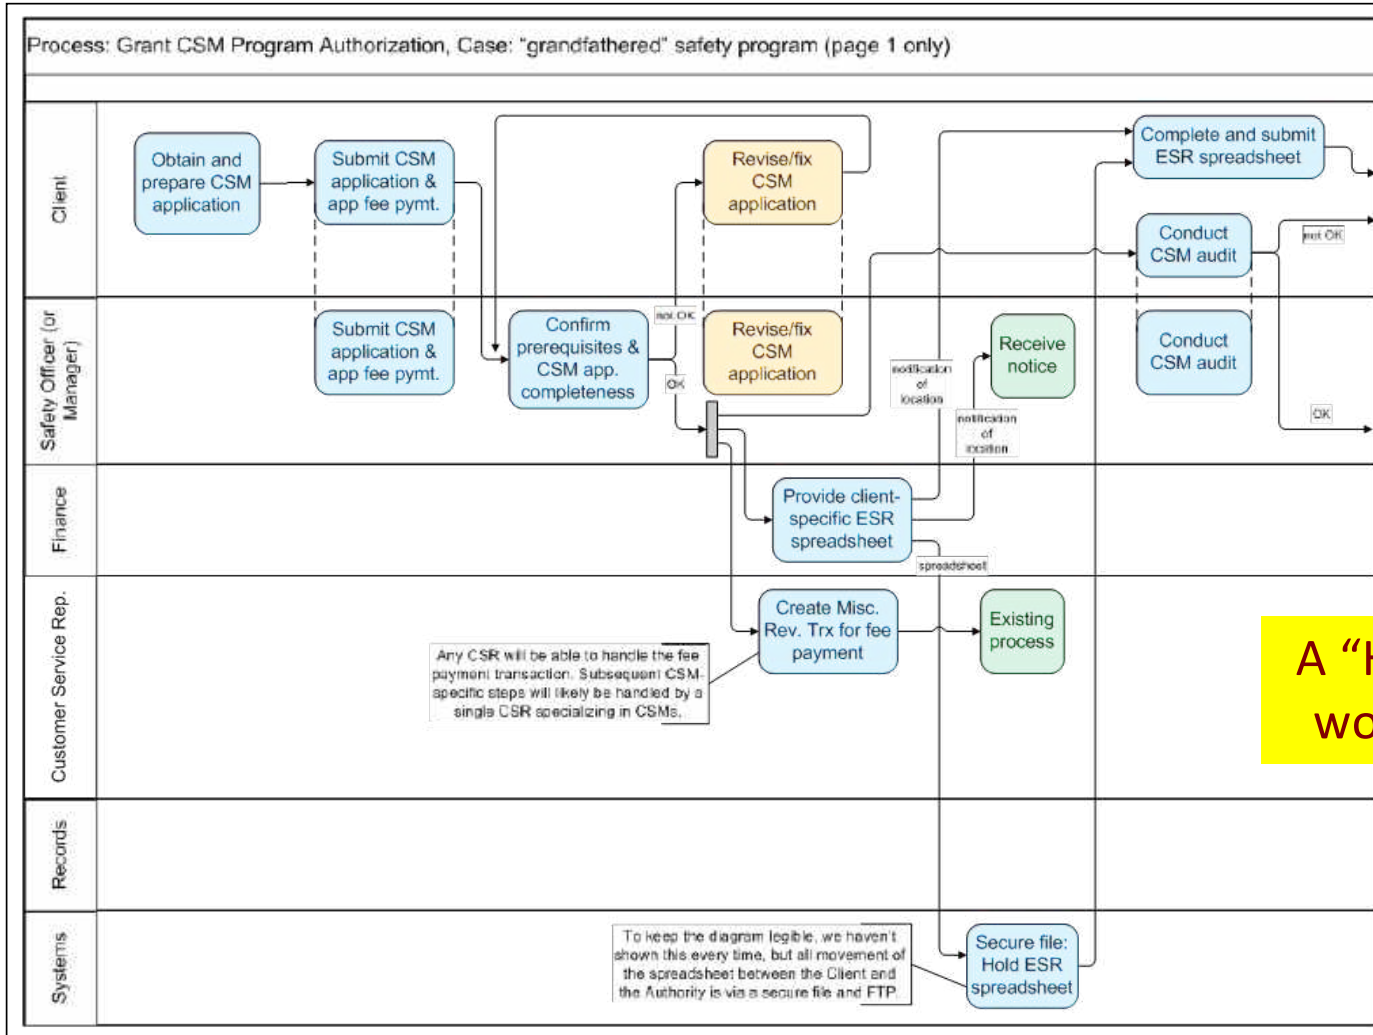 Process: Grant CSM Program Authorization, Case: "grandfathered" safety program (page 1 only)
Client
Obtain and
prepare CSM
application
Submit CSM
application &
app fee pymt.
Revise/fix
CSM
application
Complete and submit
ESR spreadsheet
Conduct
CSM audit
not OK
Safety Officer (or
Manager)
Submit CSM
application &
app fee pymt.
Confirm
prerequisites &
CSM app.
completeness
not OK
OK
Revise/fix
CSM
application
notification
of
location
Receive
notice
notification
of
location
Conduct
CSM audit
OK
Finance
Provide client-
specific ESR
spreadsheet
spreadsheet
Customer Service Rep.
Create Misc.
Rev. Trx for fee
payment
Existing
process
Any CSR will be able to handle the fee
payment transaction. Subsequent CSM-
specific steps will likely be handled by a
single CSR specializing in CSMs.
A
Records
Systems
To keep the diagram legible, we haven't
shown this every time, but all movement of
the spreadsheet between the Client and
the Authority is via a secure file and FTP.
Secure file:
Hold ESR
spreadsheet